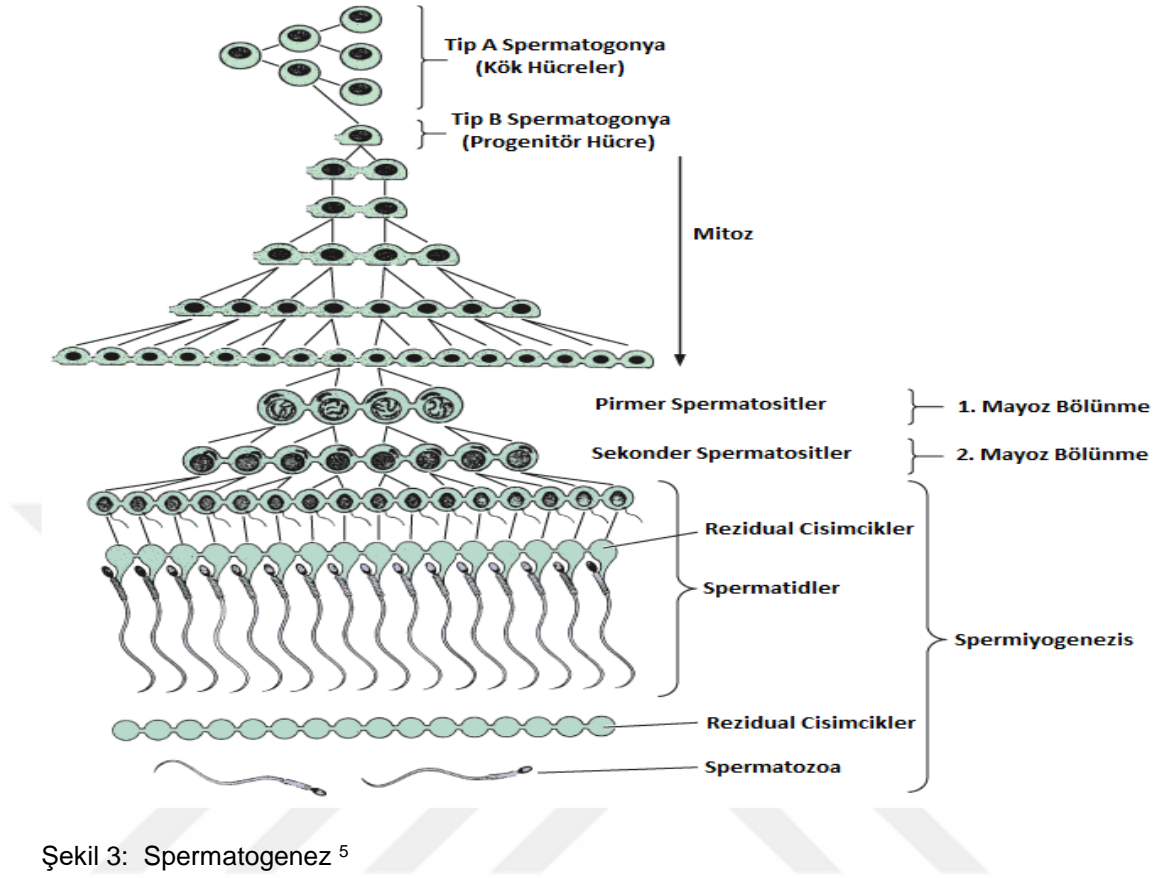 Tip A Spermatogonya
(Kök Hücreler)
Tip B Spermatogonya
(Progenitör Hücre)
Mitoz
Pirmer Spermatositler
1. Mayoz Bölünme
Sekonder Spermatositler
2. Mayoz Bölünme
Rezidual Cisimcikler
Spermatidler
Spermiyogenezis
Rezidual Cisimcikler
Spermatozoa
Şekil 3: Spermatogenez 5